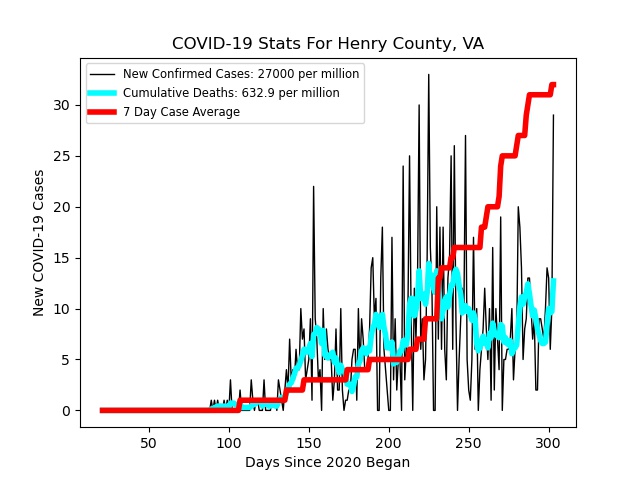 COVID-19 Stats For Henry County, VA
New Confirmed Cases: 27000 per million
Cumulative Deaths: 632.9 per million
7 Day Case Average
New COVID-19 Cases
30
25
20
15
10
5
0
50
100
150
200
250
300
Days Since 2020 Began